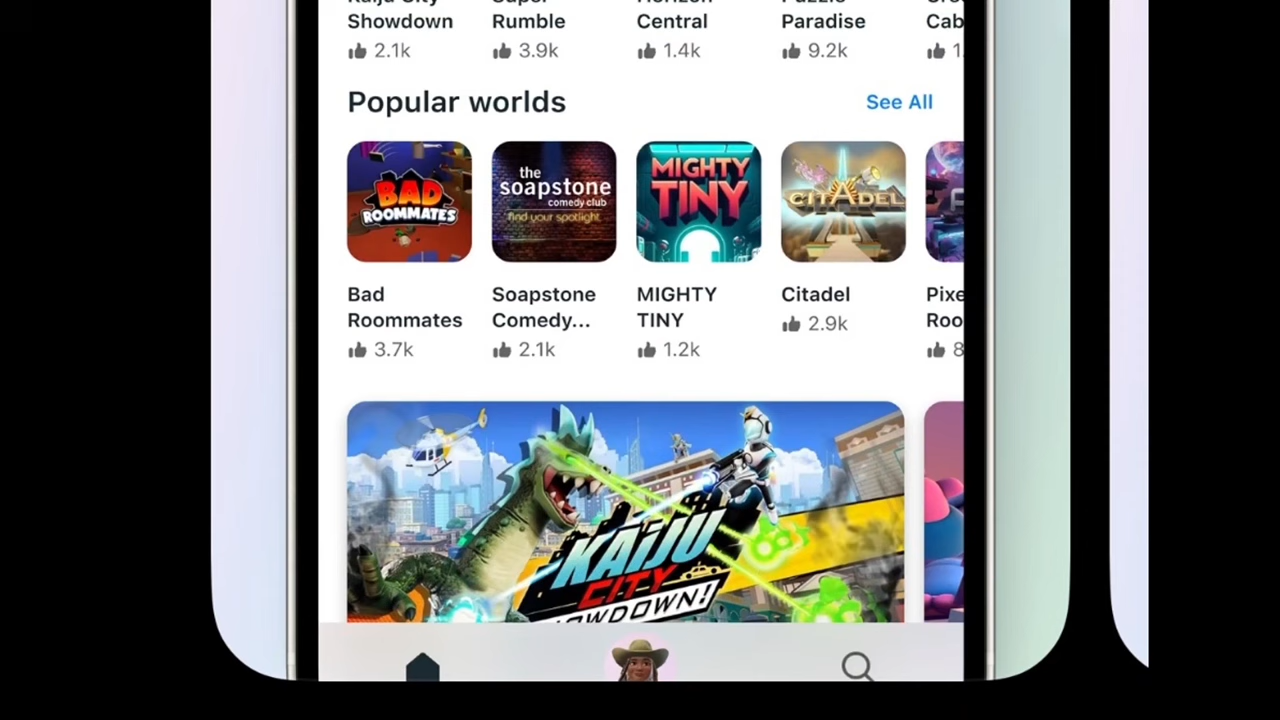 Showdown
Rumble
Central
Paradise
2.1k
3.9k
1.4k
9.2k
Popular worlds
See All
BAD
ROOMMATES
the
soapstone
comedy club
find your spotlight
MIGHTY
TINY
CITADEL
Bad
Roommates
3.7k
Soapstone
Comedy...
2.1k
MIGHTY
TINY
1.2k
Citadel
2.9k
KAIJU
CITY